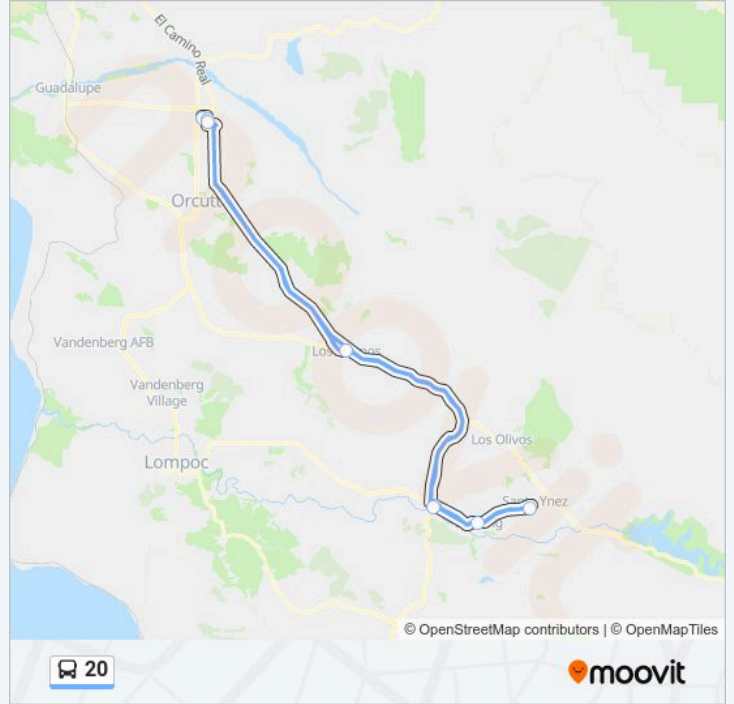 El Camino Real
Guadalupe
Orcutt
Vandenberg AFB
Vandenberg
Village
Los Olivos
Lompoc
© OpenStreetMap contributors | © OpenMapTiles
20
moovit